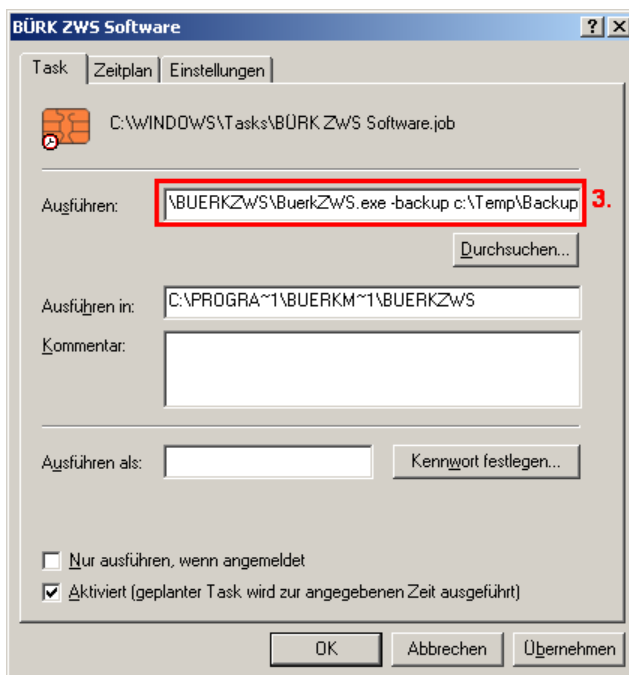 BÜRK ZWS Software
Task Zeitplan Einstellungen
C:\WINDOWS\Tasks\BÜRK ZWS Software.job
Ausführen: \BUERKZWS\BuerkZWS.exe -backup c:\Temp\Backup 3.
Durchsuchen...
Ausführen in: C:\PROGRA~1\BUERKM~1\BUERKZWS
Kommentar:
Ausführen als: Kennwort festlegen...
Nur ausführen, wenn angemeldet
Aktiviert (geplanter Task wird zur angegebenen Zeit ausgeführt)
OK Abbrechen Übernehmen